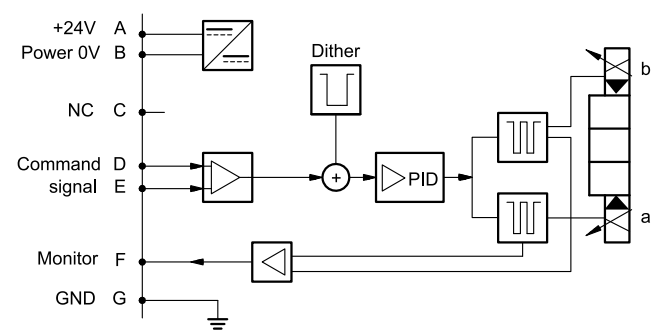 +24V A
Power 0V B
Dither
b
NC C
Command D
signal E
+
PID
a
Monitor F
GND G